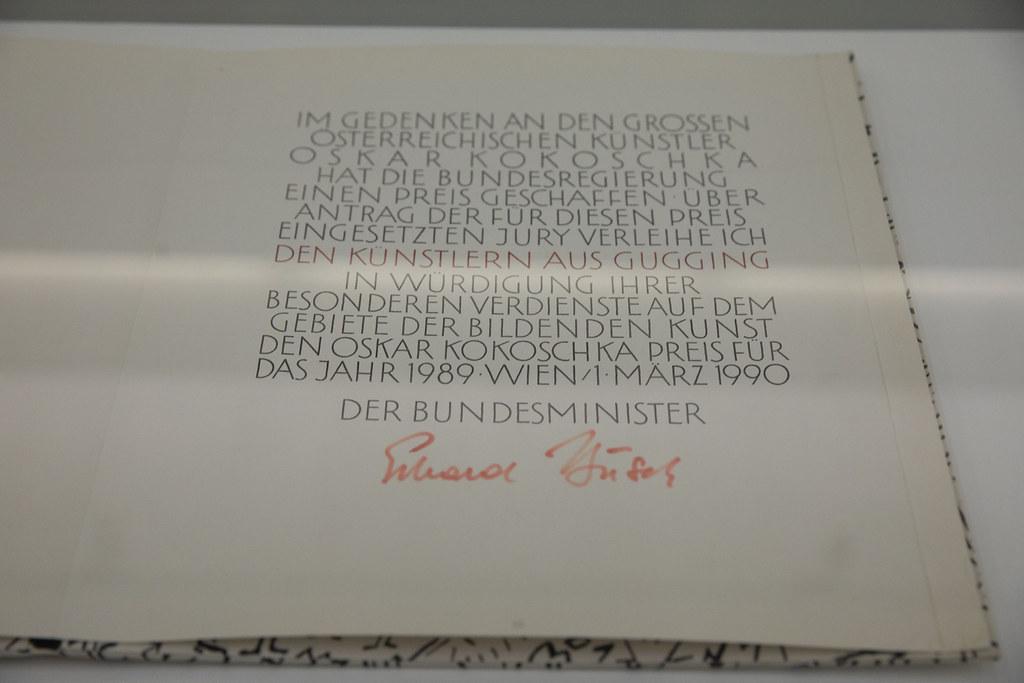 IM GEDENKEN AN DEN GROSSEN
ÖSTERREICHISCHEN KÜNSTLER
OSKAR KOKOSCHKA
HAT DIE BUNDESREGIERUNG
EINEN PREIS GESCHAFFEN · ÜBER
ANTRAG DER FÜR DIESEN PREIS
EINGESETZTEN JURY VERLEIHE ICH
DEN KÜNSTLERN AUS GUGGING
IN WÜRDIGUNG IHRER
BESONDEREN VERDIENSTE AUF DEM
GEBIETE DER BILDENDEN KUNST
DEN OSKAR KOKOSCHKA PREIS FÜR
DAS JAHR 1989 · WIEN / 1 · MÄRZ 1990
DER BUNDESMINISTER
Erhard Busek